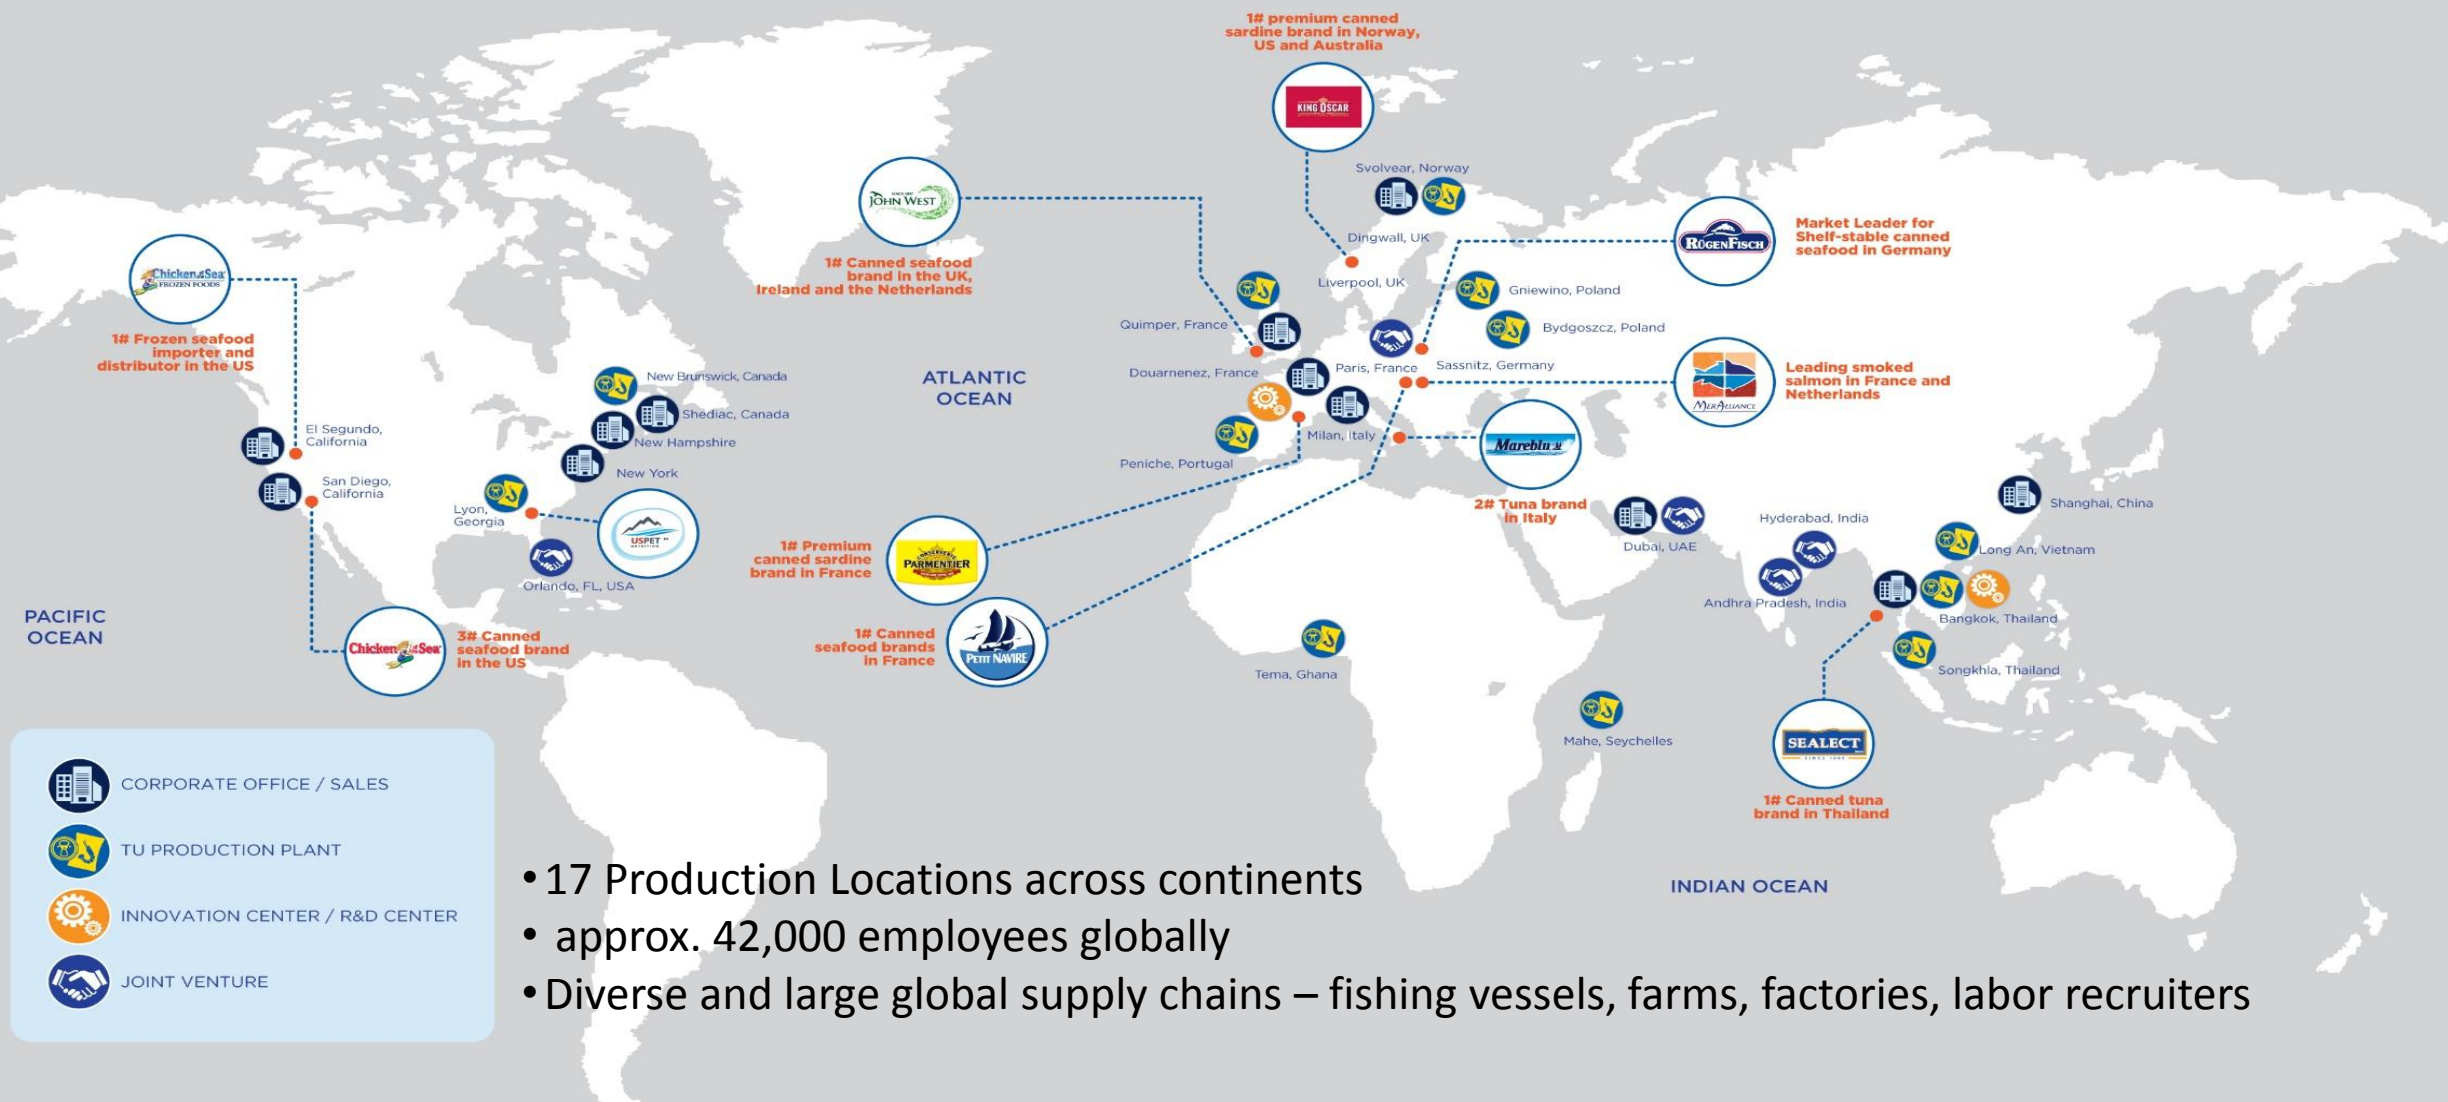 1# premium canned
sardine brand in Norway,
US and Australia
KING OSCAR
Svolvear, Norway
SINCE 1857
JOHN WEST
1# Canned seafood
brand in the UK,
Ireland and the Netherlands
Dingwall, UK
Liverpool, UK
RÜGENFISCH
Market Leader for
Shelf-stable canned
seafood in Germany
Chicken of the Sea
FROZEN FOODS
1# Frozen seafood
importer and
distributor in the US
Gniewino, Poland
Bydgoszcz, Poland
Quimper, France
Douarnenez, France
Paris, France
Sassnitz, Germany
MERALLIANCE
Leading smoked
salmon in France and
Netherlands
New Brunswick, Canada
Shediac, Canada
New Hampshire
New York
ATLANTIC
OCEAN
El Segundo,
California
San Diego,
California
Milan, Italy
Peniche, Portugal
Mareblu
2# Tuna brand
in Italy
Lyon,
Georgia
USPET
NUTRITION
Orlando, FL, USA
1# Premium
canned sardine
brand in France
CONSERVERIE
PARMENTIER
Dubai, UAE
Hyderabad, India
Andhra Pradesh, India
Shanghai, China
Long An, Vietnam
Bangkok, Thailand
Songkhla, Thailand
PACIFIC
OCEAN
Chicken of the Sea
3# Canned
seafood brand
in the US
1# Canned
seafood brands
in France
PETIT NAVIRE
Tema, Ghana
Mahe, Seychelles
SEALECT
1# Canned tuna
brand in Thailand
INDIAN OCEAN
CORPORATE OFFICE / SALES
TU PRODUCTION PLANT
INNOVATION CENTER / R&D CENTER
JOINT VENTURE
• 17 Production Locations across continents
• approx. 42,000 employees globally
• Diverse and large global supply chains – fishing vessels, farms, factories, labor recruiters